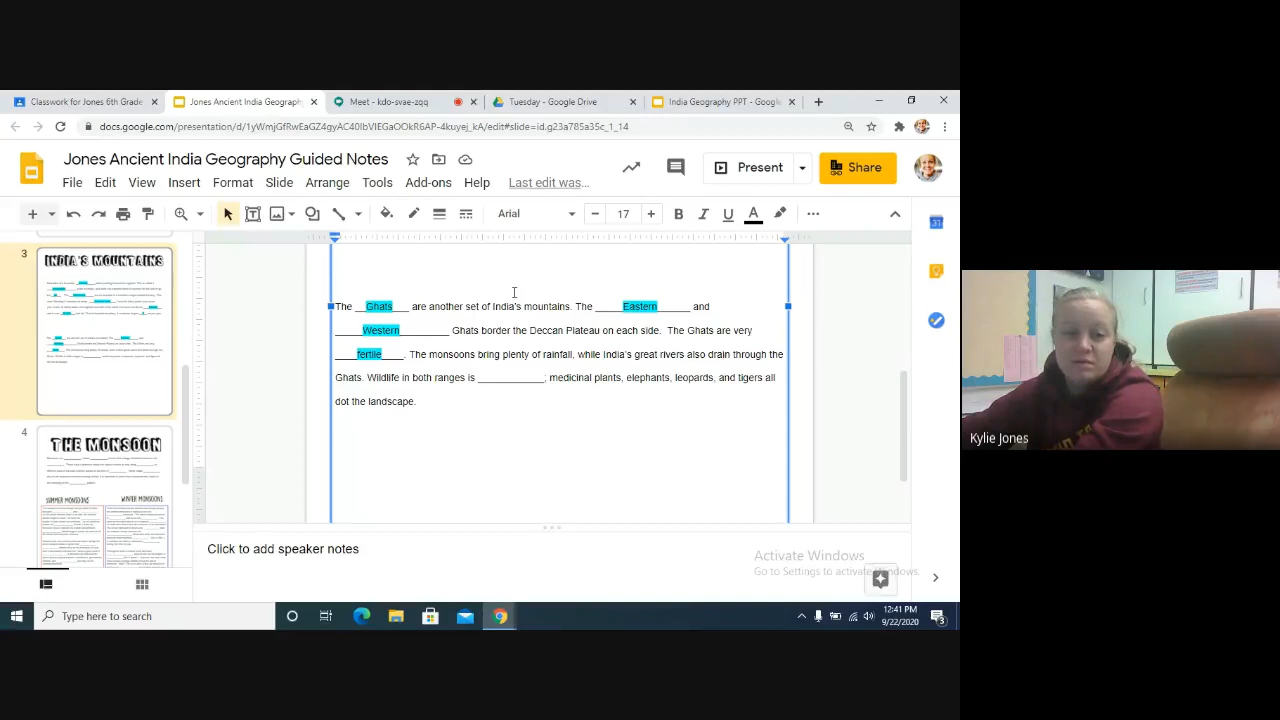 Classwork for Jones 6th Grade
Jones Ancient India Geography
Meet - kdo-svae-zqq
Tuesday - Google Drive
India Geography PPT - Google
docs.google.com/presentation/d/1yWmjGfRwEaGZ4gyAC40IbVIEGaOOkR6AP-4kuyej_kA/edit#slide=id.g23a785a35c_1_14
Jones Ancient India Geography Guided Notes
File Edit View Insert Format Slide Arrange Tools Add-ons Help Last edit was...
Present
Share
Arial
17
3
INDIA'S MOUNTAINS
4
THE MONSOON
SUMMER MONSOONS WINTER MONSOONS
The __Ghats___ are another set of India's mountains. The _____Eastern______ and
_____Western_________ Ghats border the Deccan Plateau on each side. The Ghats are very
____fertile____. The monsoons bring plenty of rainfall, while India's great rivers also drain through the
Ghats. Wildlife in both ranges is ____________; medicinal plants, elephants, leopards, and tigers all
dot the landscape.
Click to add speaker notes
Activate Windows
Go to Settings to activate Windows.
Type here to search
12:41 PM
9/22/2020
3
Kylie Jones